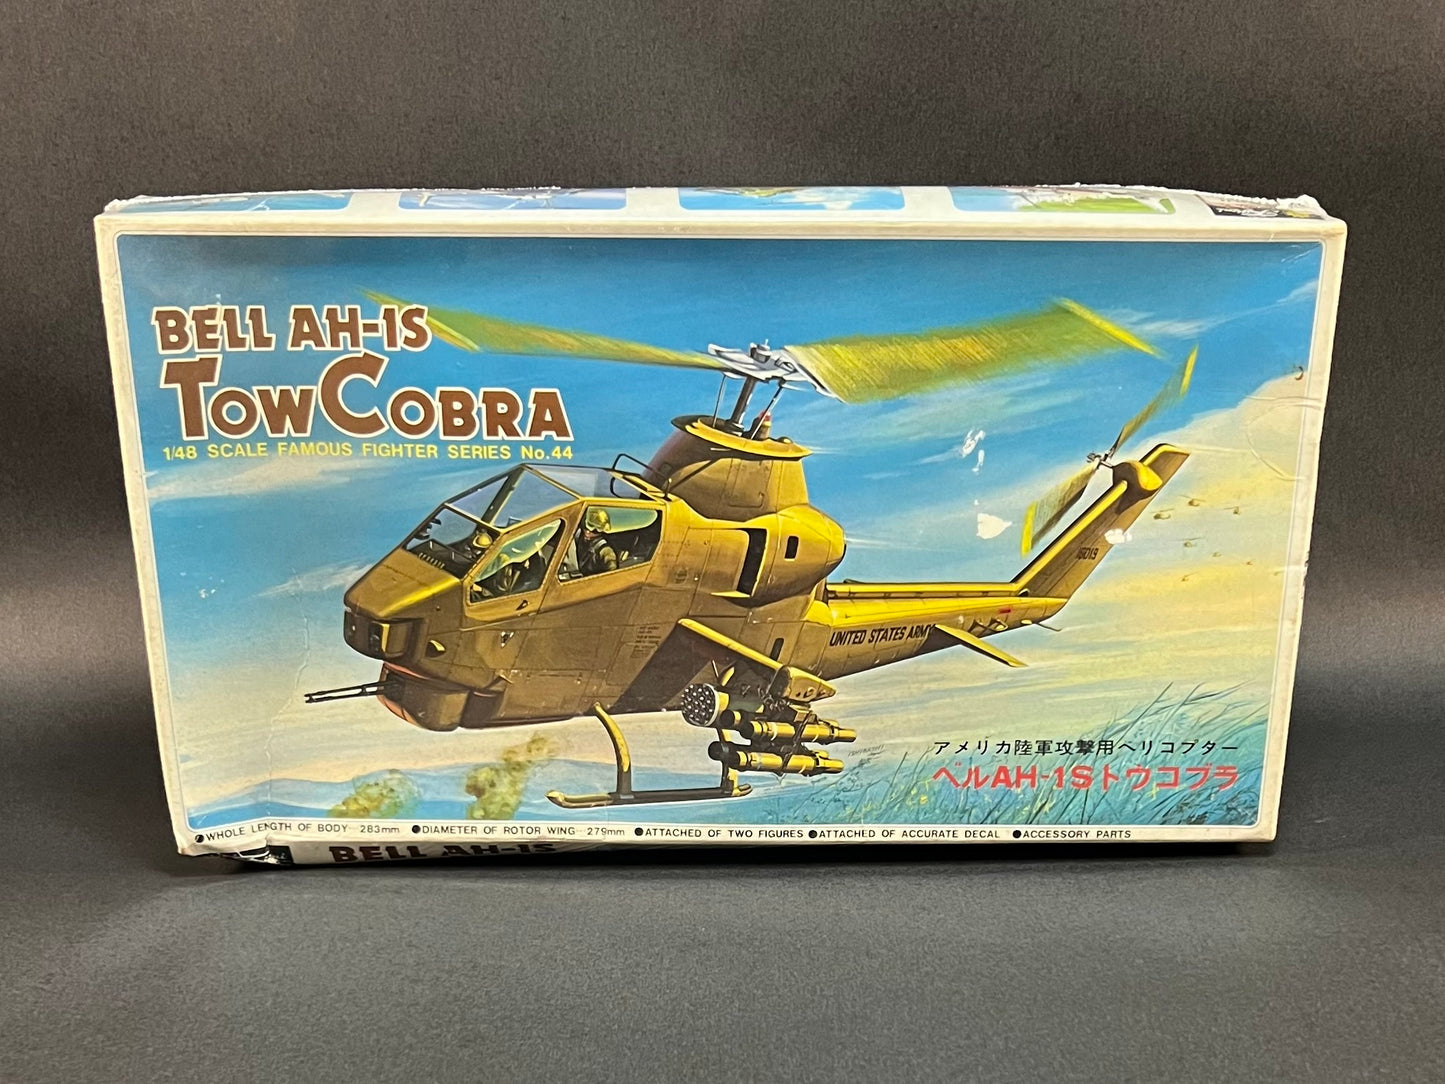 BELL AH-1S
TOWCOBRA
1/48 SCALE FAMOUS FIGHTER SERIES No.44
16019
UNITED STATES ARMY
アメリカ陸軍攻撃用ヘリコプター
ベルAH-1Sトウコブラ
●WHOLE LENGTH OF BODY 283mm ●DIAMETER OF ROTOR WING 279mm ●ATTACHED OF TWO FIGURES ●ATTACHED OF ACCURATE DECAL ●ACCESSORY PARTS
BELL AH-1S